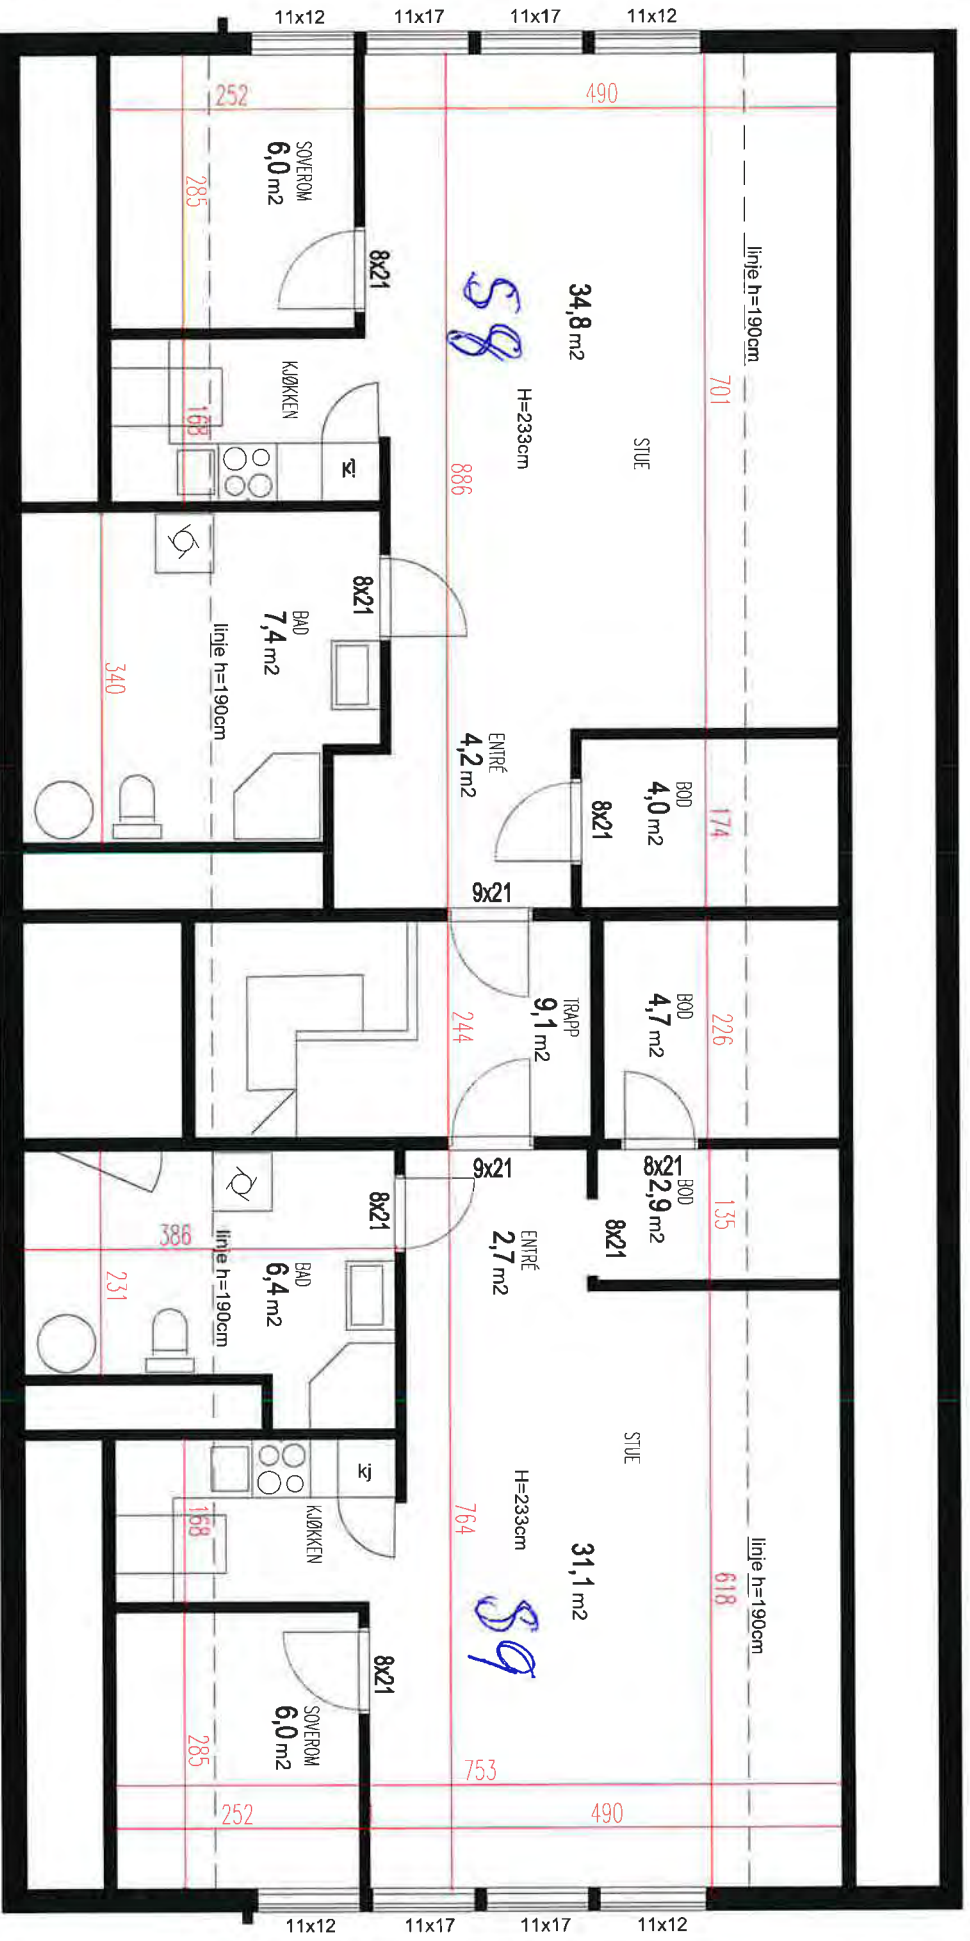 11x12
11x17
11x17
11x12
252
490
SOVEROM
6,0 m2
285
8x21
58
34,8 m2
linje h=190cm
H=233cm
STUE
701
KJØKKEN
168
kj
886
8x21
BAD
7,4 m2
linje h=190cm
340
ENTRÉ
4,2 m2
BOD
4,0 m2
174
8x21
9x21
TRAPP
9,1 m2
244
BOD
4,7 m2
226
9x21
8x21
BOD
2,9 m2
135
8x21
8x21
386
linje h=190cm
BAD
6,4 m2
231
ENTRÉ
2,7 m2
STUE
H=233cm
31,1 m2
linje h=190cm
kj
KJØKKEN
168
764
618
59
8x21
SOVEROM
6,0 m2
285
753
252
490
11x12
11x17
11x17
11x12